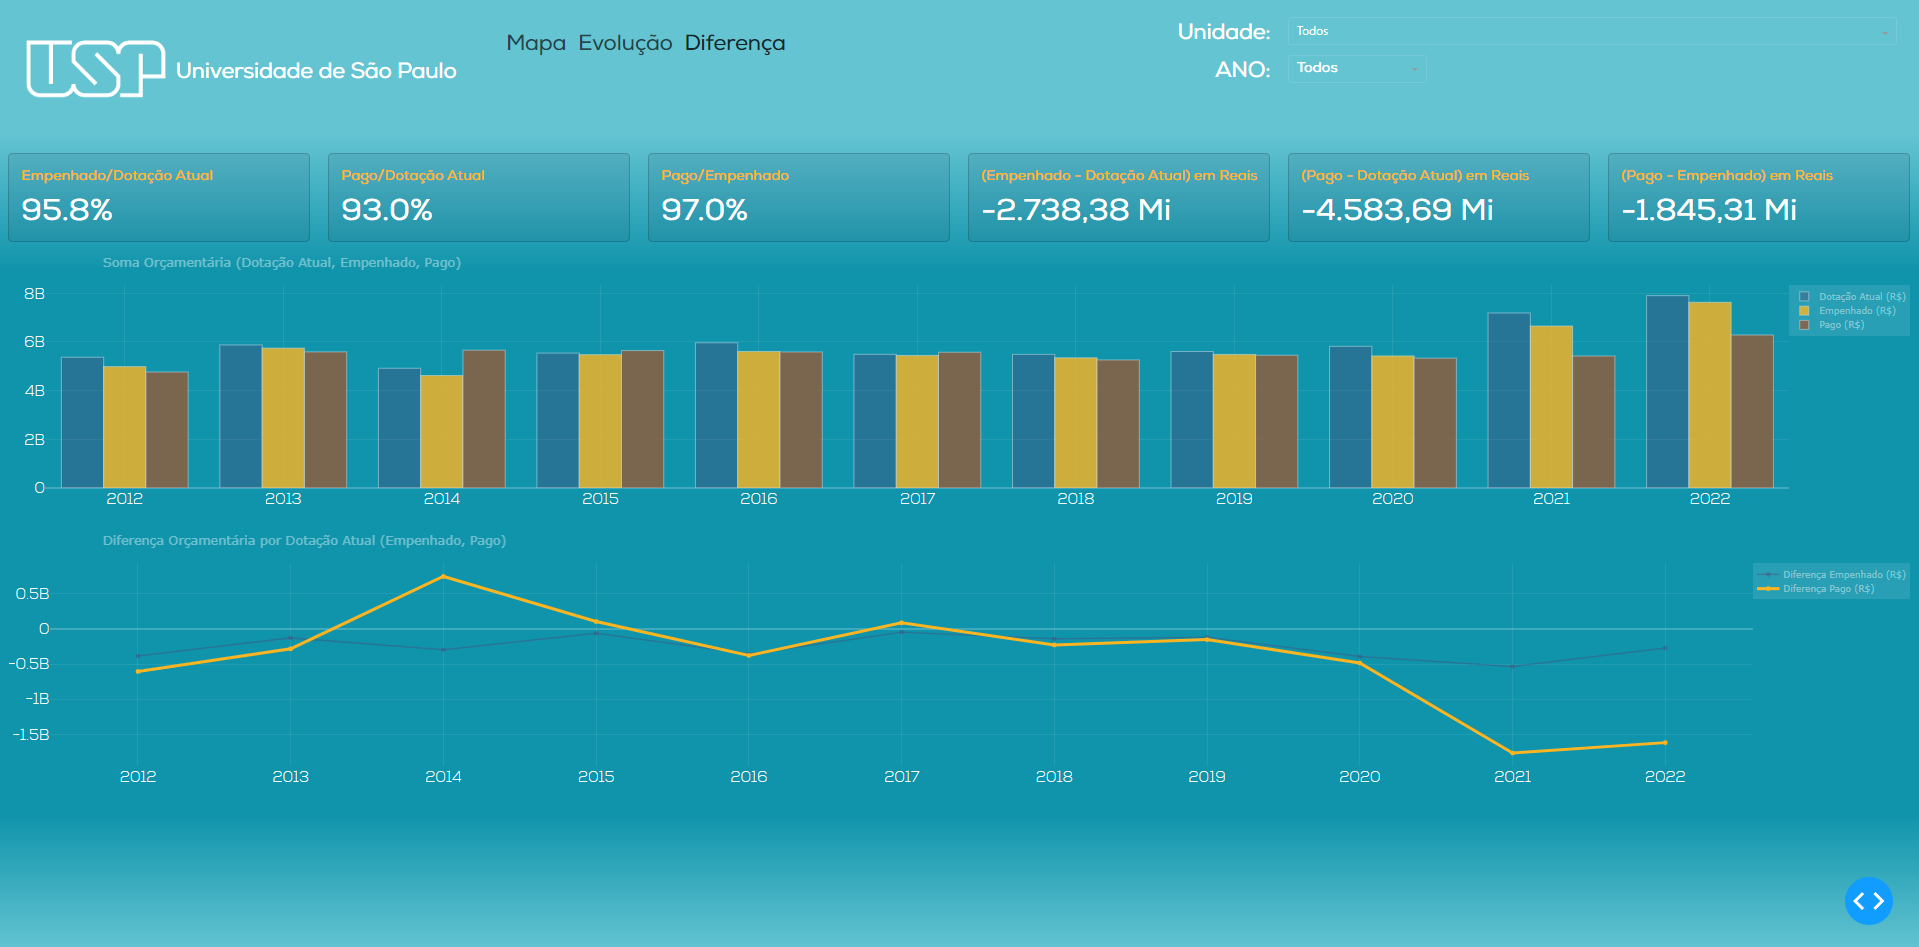 USP Universidade de São Paulo
Mapa Evolução Diferença
Unidade: Todos
ANO: Todos
Empenhado/Dotação Atual
95.8%
Pago/Dotação Atual
93.0%
Pago/Empenhado
97.0%
(Empenhado - Dotação Atual) em Reais
-2.738,38 Mi
(Pago - Dotação Atual) em Reais
-4.583,69 Mi
(Pago - Empenhado) em Reais
-1.845,31 Mi
Soma Orçamentária (Dotação Atual, Empenhado, Pago)
8B
6B
4B
2B
0
2012 2013 2014 2015 2016 2017 2018 2019 2020 2021 2022
Dotação Atual (R$)
Empenhado (R$)
Pago (R$)
Diferença Orçamentária por Dotação Atual (Empenhado, Pago)
0.5B
0
-0.5B
-1B
-1.5B
2012 2013 2014 2015 2016 2017 2018 2019 2020 2021 2022
Diferença Empenhado (R$)
Diferença Pago (R$)